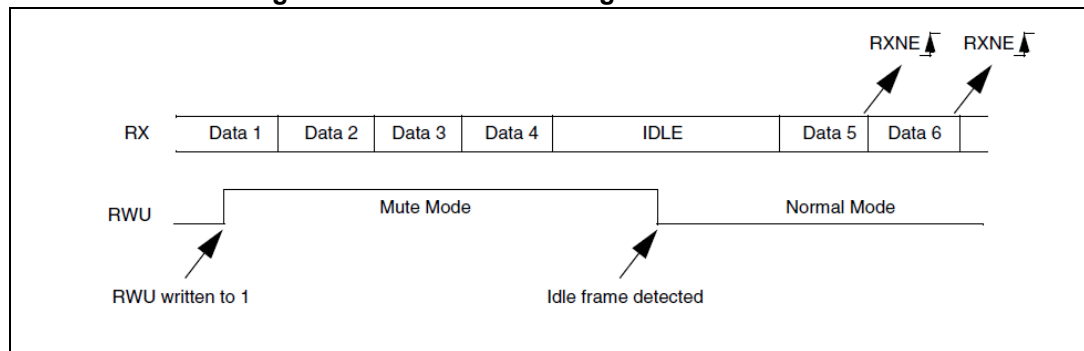 RXNE RXNE
RX Data 1 Data 2 Data 3 Data 4 IDLE Data 5 Data 6
RWU Mute Mode Normal Mode
RWU written to 1 Idle frame detected